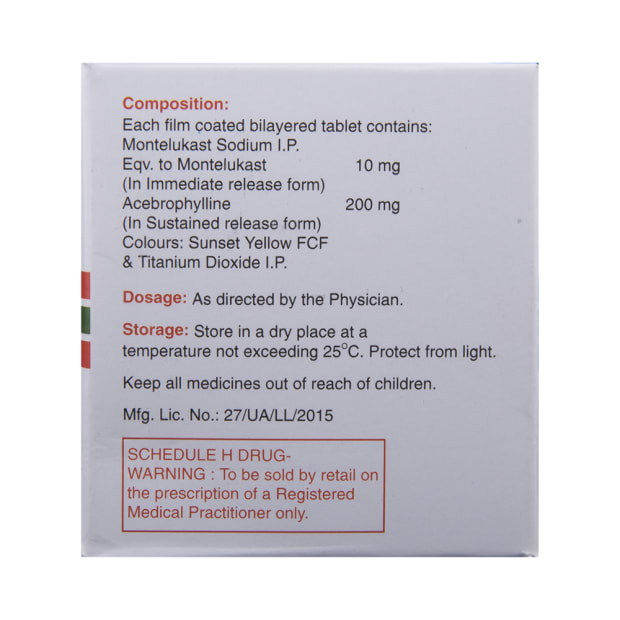 Composition:
Each film coated bilayered tablet contains:
Montelukast Sodium I.P.
Eqv. to Montelukast 10 mg
(In Immediate release form)
Acebrophylline 200 mg
(In Sustained release form)
Colours: Sunset Yellow FCF
& Titanium Dioxide I.P.
Dosage: As directed by the Physician.
Storage: Store in a dry place at a
temperature not exceeding 25°C. Protect from light.
Keep all medicines out of reach of children.
Mfg. Lic. No.: 27/UA/LL/2015
SCHEDULE H DRUG-
WARNING : To be sold by retail on
the prescription of a Registered
Medical Practitioner only.